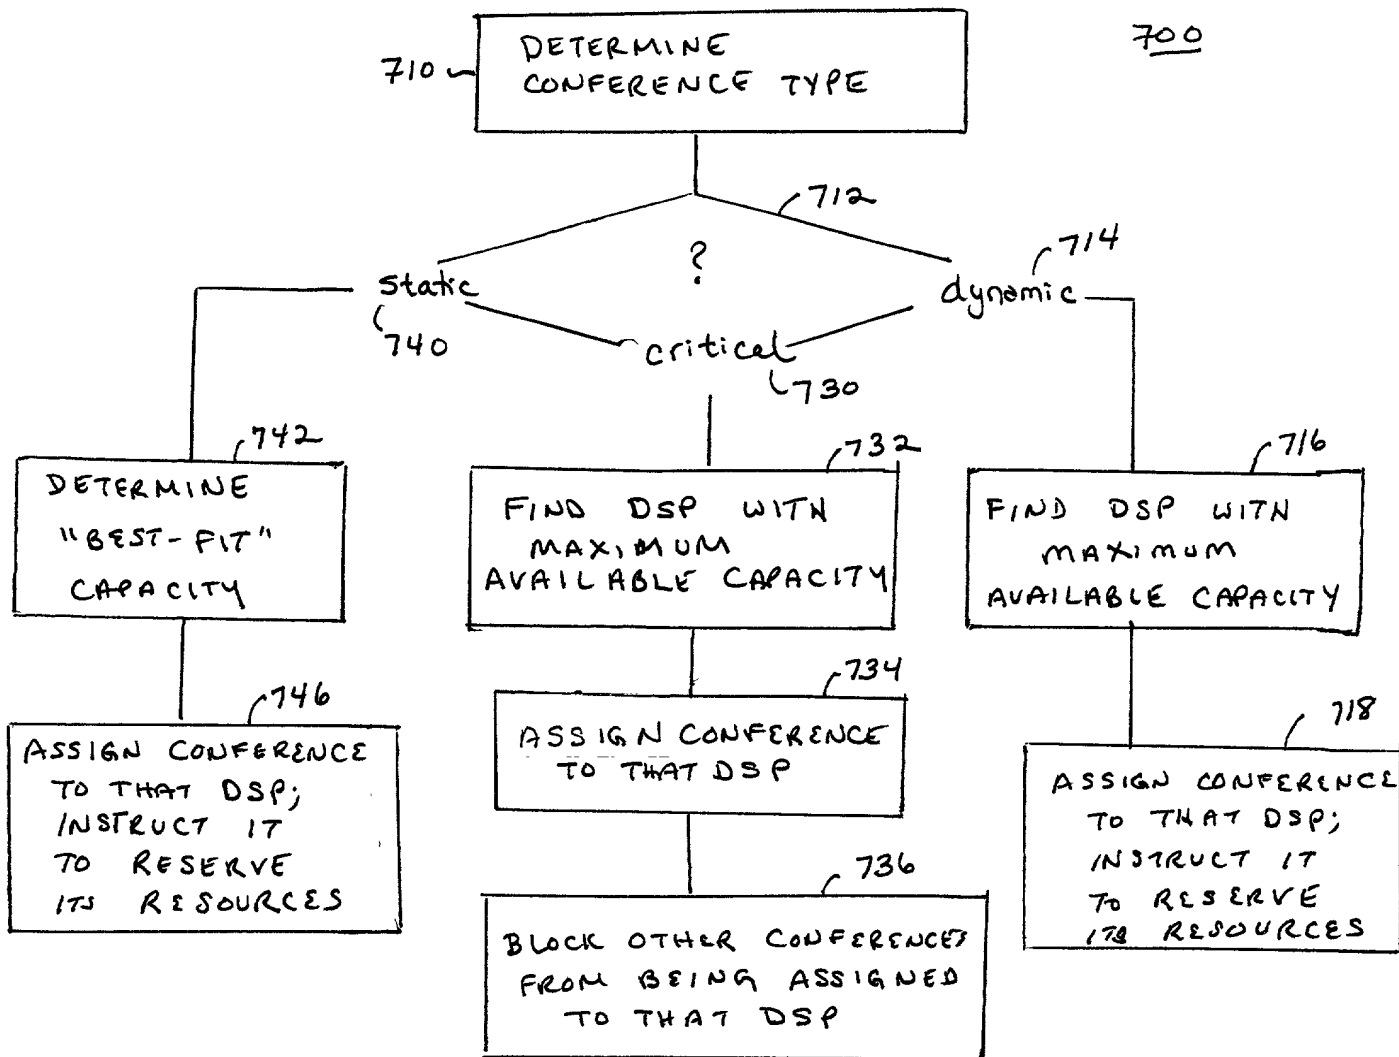 700
710
DETERMINE
CONFERENCE TYPE
712
?
714
static
dynamic
740
critical
730
742
DETERMINE
"BEST-FIT"
CAPACITY
732
FIND DSP WITH
MAXIMUM
AVAILABLE CAPACITY
716
FIND DSP WITH
MAXIMUM
AVAILABLE CAPACITY
746
ASSIGN CONFERENCE
TO THAT DSP;
INSTRUCT IT
TO RESERVE
ITS RESOURCES
734
ASSIGN CONFERENCE
TO THAT DSP
718
ASSIGN CONFERENCE
TO THAT DSP;
INSTRUCT IT
TO RESERVE
ITS RESOURCES
736
BLOCK OTHER CONFERENCES
FROM BEING ASSIGNED
TO THAT DSP